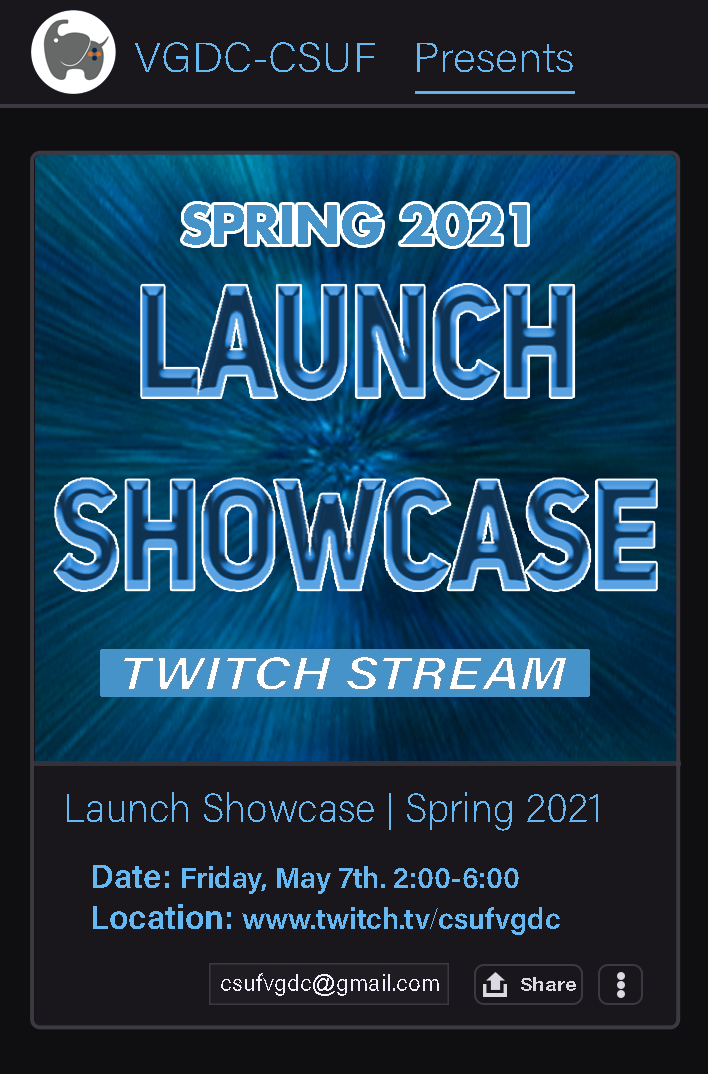 VGDC-CSUF Presents
SPRING 2021
LAUNCH
SHOWCASE
TWITCH STREAM
Launch Showcase | Spring 2021
Date: Friday, May 7th. 2:00-6:00
Location: www.twitch.tv/csufvgdc
csufvgdc@gmail.com Share